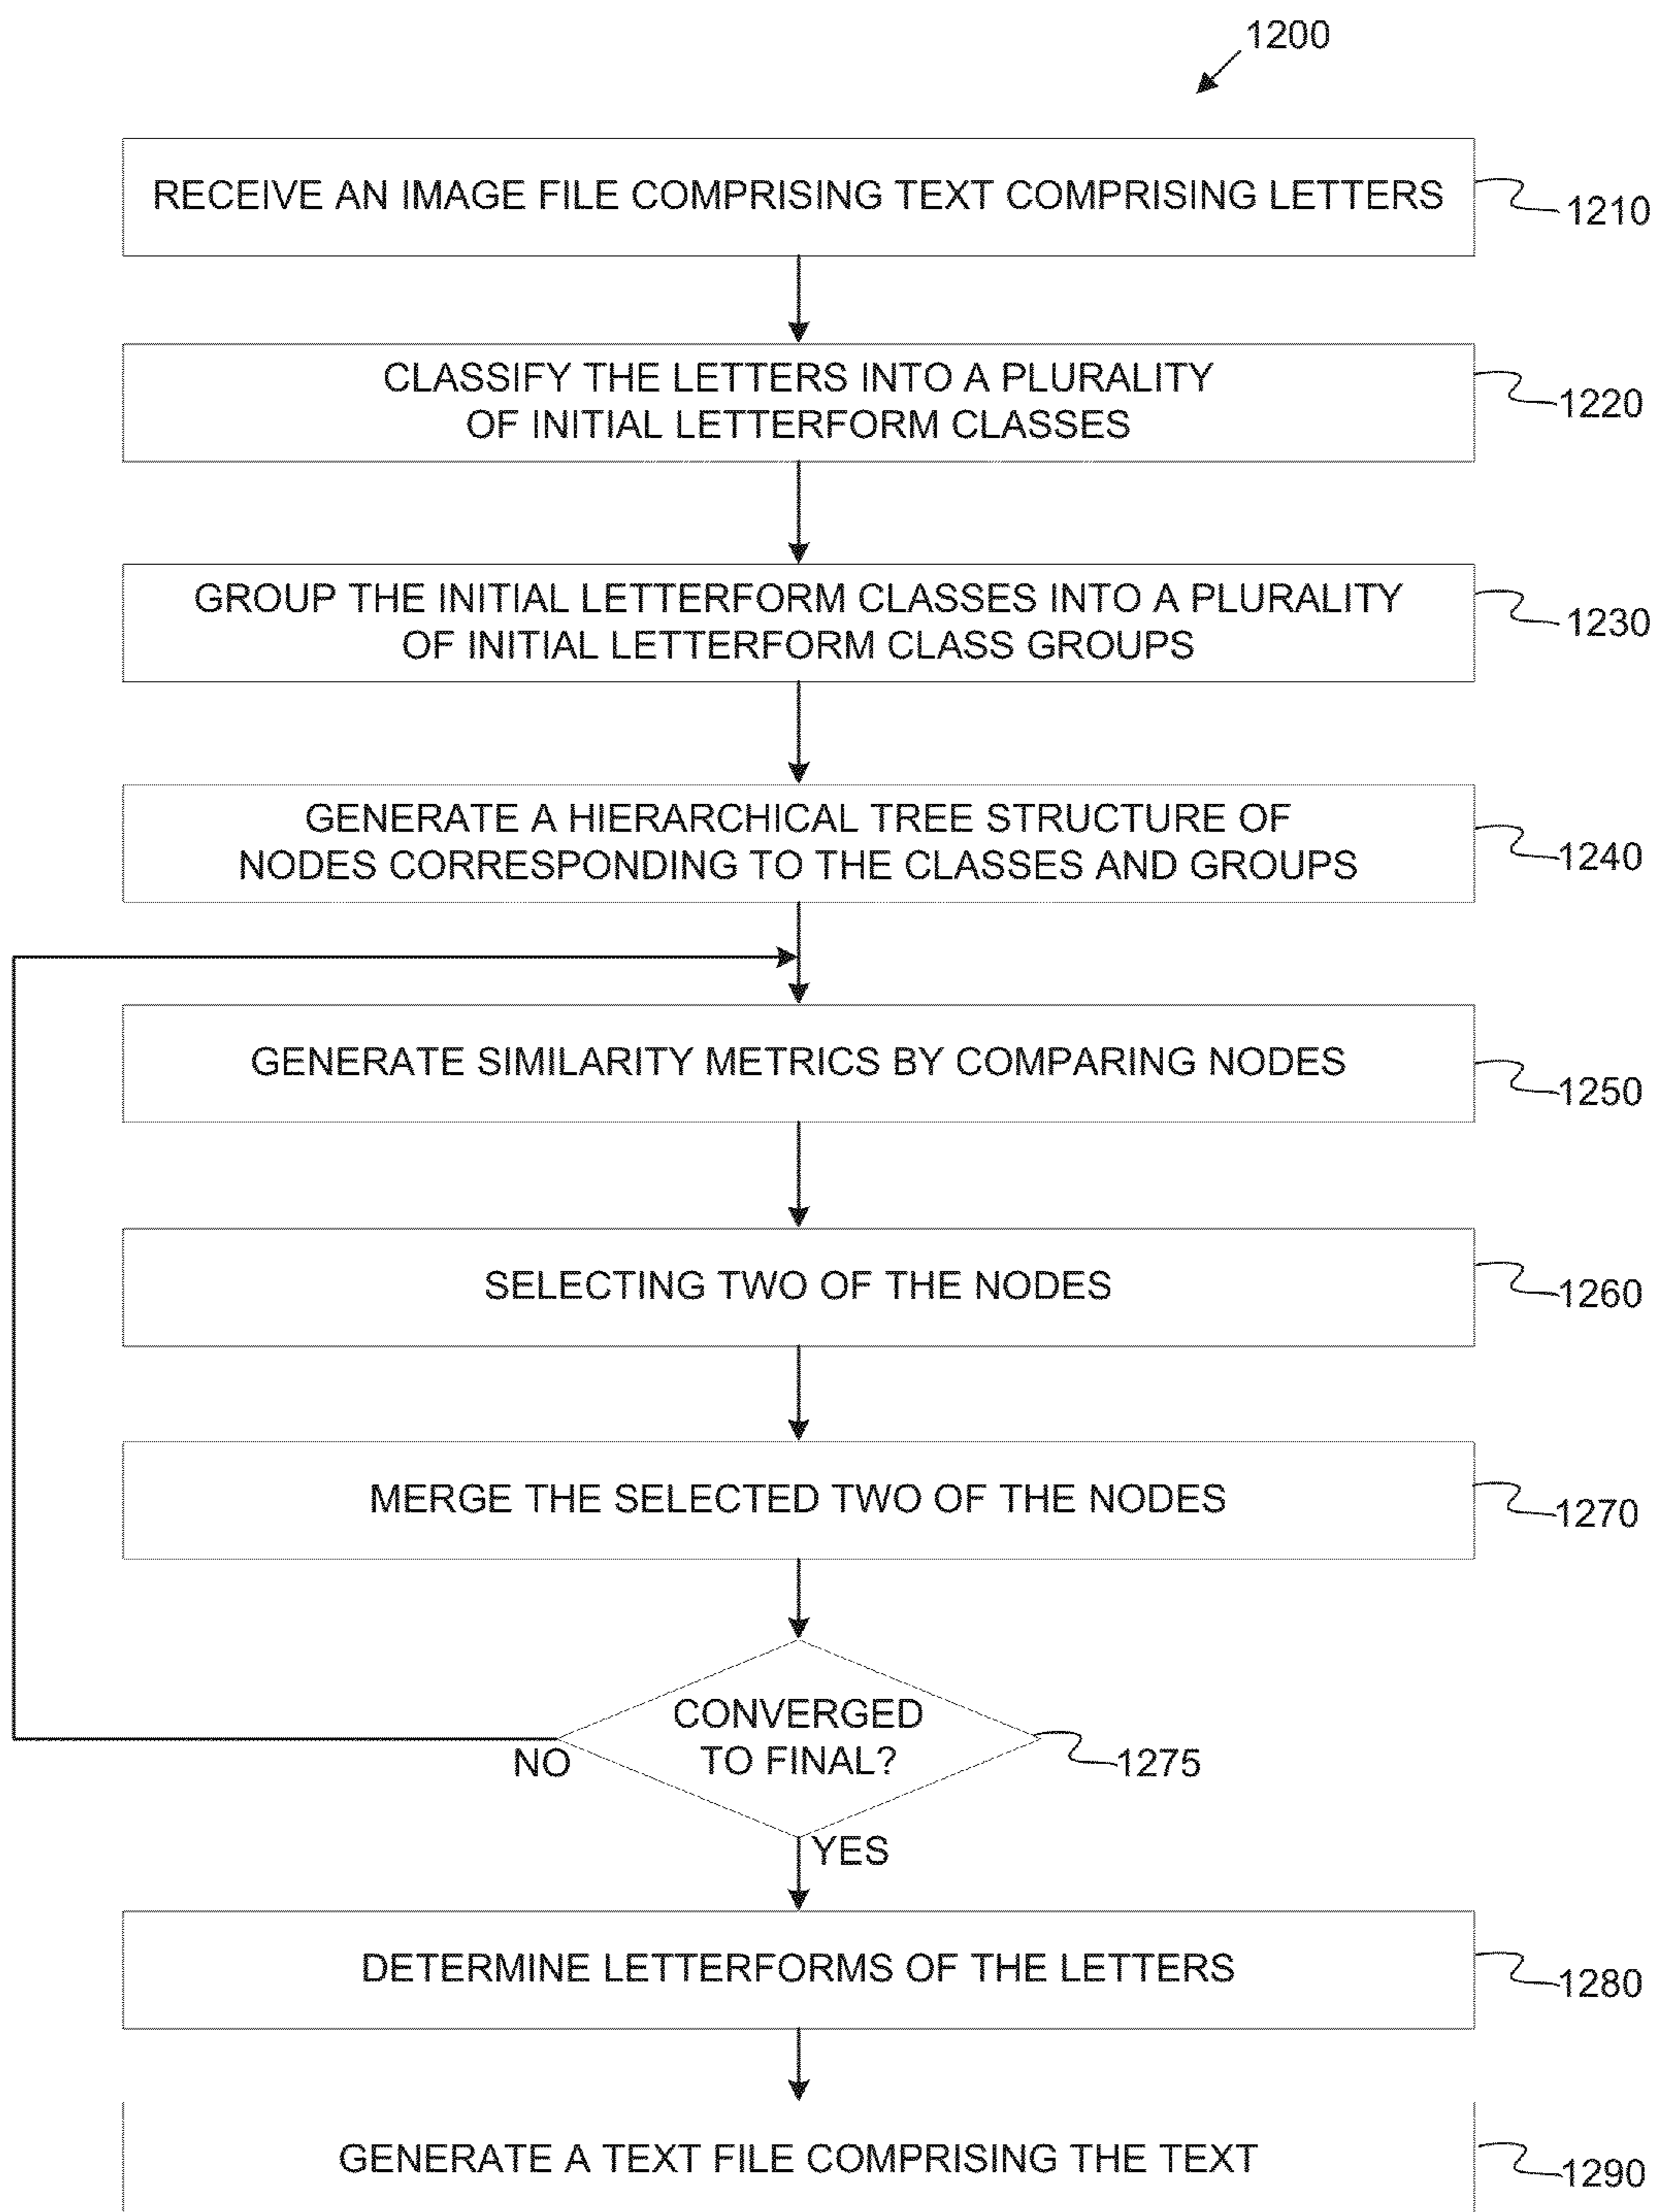 1200
RECEIVE AN IMAGE FILE COMPRISING TEXT COMPRISING LETTERS
1210
CLASSIFY THE LETTERS INTO A PLURALITY
OF INITIAL LETTERFORM CLASSES
1220
GROUP THE INITIAL LETTERFORM CLASSES INTO A PLURALITY
OF INITIAL LETTERFORM CLASS GROUPS
1230
GENERATE A HIERARCHICAL TREE STRUCTURE OF
NODES CORRESPONDING TO THE CLASSES AND GROUPS
1240
GENERATE SIMILARITY METRICS BY COMPARING NODES
1250
SELECTING TWO OF THE NODES
1260
MERGE THE SELECTED TWO OF THE NODES
1270
CONVERGED
TO FINAL?
1275
NO
YES
DETERMINE LETTERFORMS OF THE LETTERS
1280
GENERATE A TEXT FILE COMPRISING THE TEXT
1290